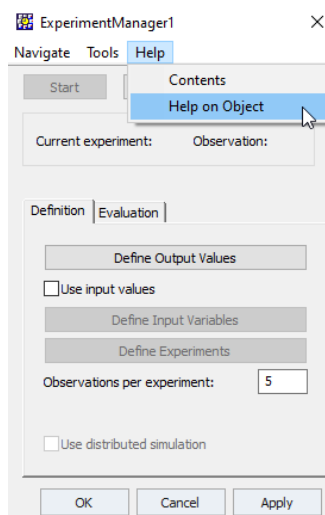 ExperimentManager1
Navigate Tools Help
Start
Contents
Help on Object
Current experiment: Observation:
Definition Evaluation
Define Output Values
Use input values
Define Input Variables
Define Experiments
Observations per experiment: 5
Use distributed simulation
OK Cancel Apply